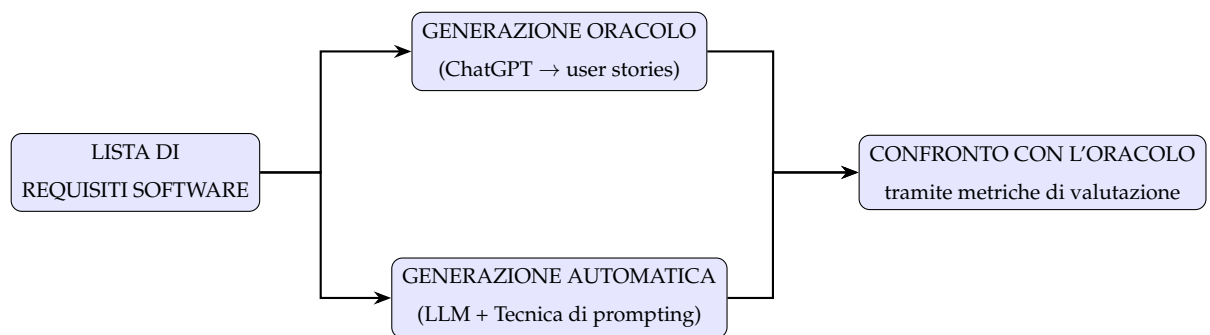 GENERAZIONE ORACOLO
(ChatGPT → user stories)
LISTA DI
REQUISITI SOFTWARE
CONFRONTO CON L'ORACOLO
tramite metriche di valutazione
GENERAZIONE AUTOMATICA
(LLM + Tecnica di prompting)